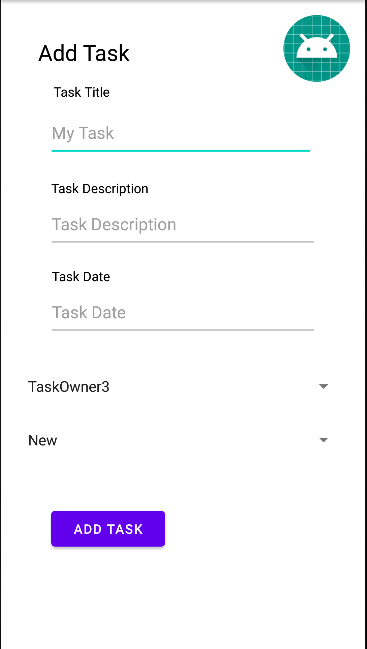 Add Task
Task Title
My Task
Task Description
Task Description
Task Date
Task Date
TaskOwner3
New
ADD TASK